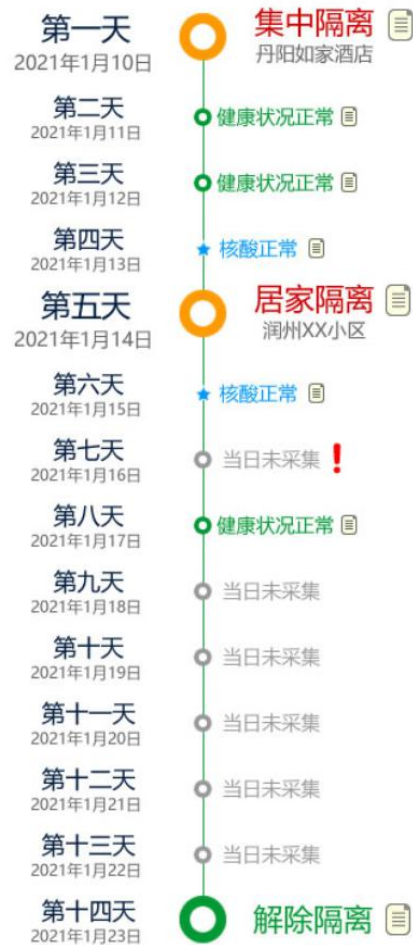 第一天
集中隔离
2021年1月10日
丹阳如家酒店
第二天
健康状况正常
2021年1月11日
第三天
健康状况正常
2021年1月12日
第四天
核酸正常
2021年1月13日
第五天
居家隔离
2021年1月14日
润州XX小区
第六天
核酸正常
2021年1月15日
第七天
当日未采集
2021年1月16日
第八天
健康状况正常
2021年1月17日
第九天
当日未采集
2021年1月18日
第十天
当日未采集
2021年1月19日
第十一天
当日未采集
2021年1月20日
第十二天
当日未采集
2021年1月21日
第十三天
当日未采集
2021年1月22日
第十四天
解除隔离
2021年1月23日